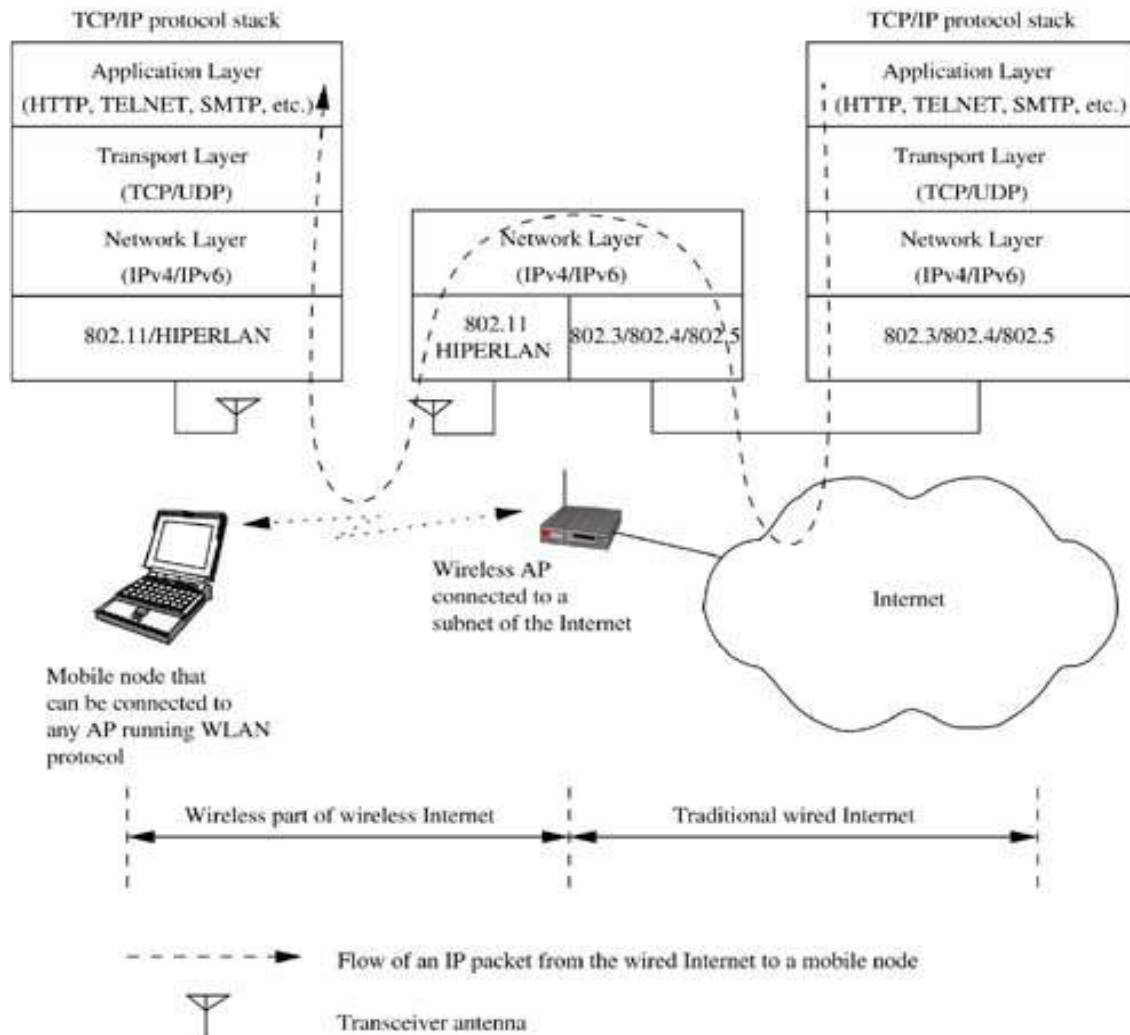 TCP/IP protocol stack
Application Layer
(HTTP, TELNET, SMTP, etc.)
Transport Layer
(TCP/UDP)
Network Layer
(IPv4/IPv6)
802.11/HIPERLAN
Network Layer
(IPv4/IPv6)
802.11
HIPERLAN
802.3/802.4/802.5
TCP/IP protocol stack
Application Layer
(HTTP, TELNET, SMTP, etc.)
Transport Layer
(TCP/UDP)
Network Layer
(IPv4/IPv6)
802.3/802.4/802.5
Mobile node that
can be connected to
any AP running WLAN
protocol
Wireless AP
connected to a
subnet of the Internet
Internet
Wireless part of wireless Internet
Traditional wired Internet
Flow of an IP packet from the wired Internet to a mobile node
Transceiver antenna